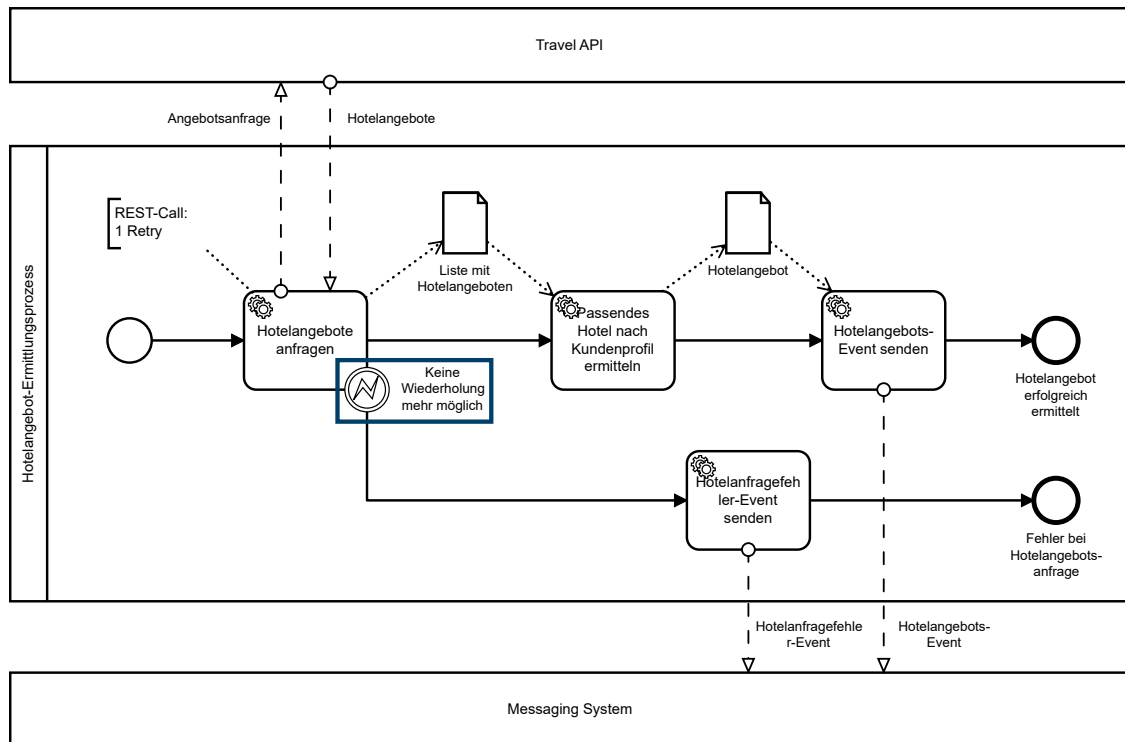 Travel API
Angebotsanfrage
Hotelangebote
Hotelangebot-Ermittlungsprozess
REST-Call:
1 Retry
Liste mit
Hotelangeboten
Hotelangebot
Hotelangebote
anfragen
Passendes
Hotel nach
Kundenprofil
ermitteln
Hotelangebots-
Event senden
Hotelangebot
erfolgreich
ermittelt
Keine
Wiederholung
mehr möglich
Hotelanfragefeh
ler-Event
senden
Fehler bei
Hotelangebots-
anfrage
Hotelanfragefehle
r-Event
Hotelangebots-
Event
Messaging System